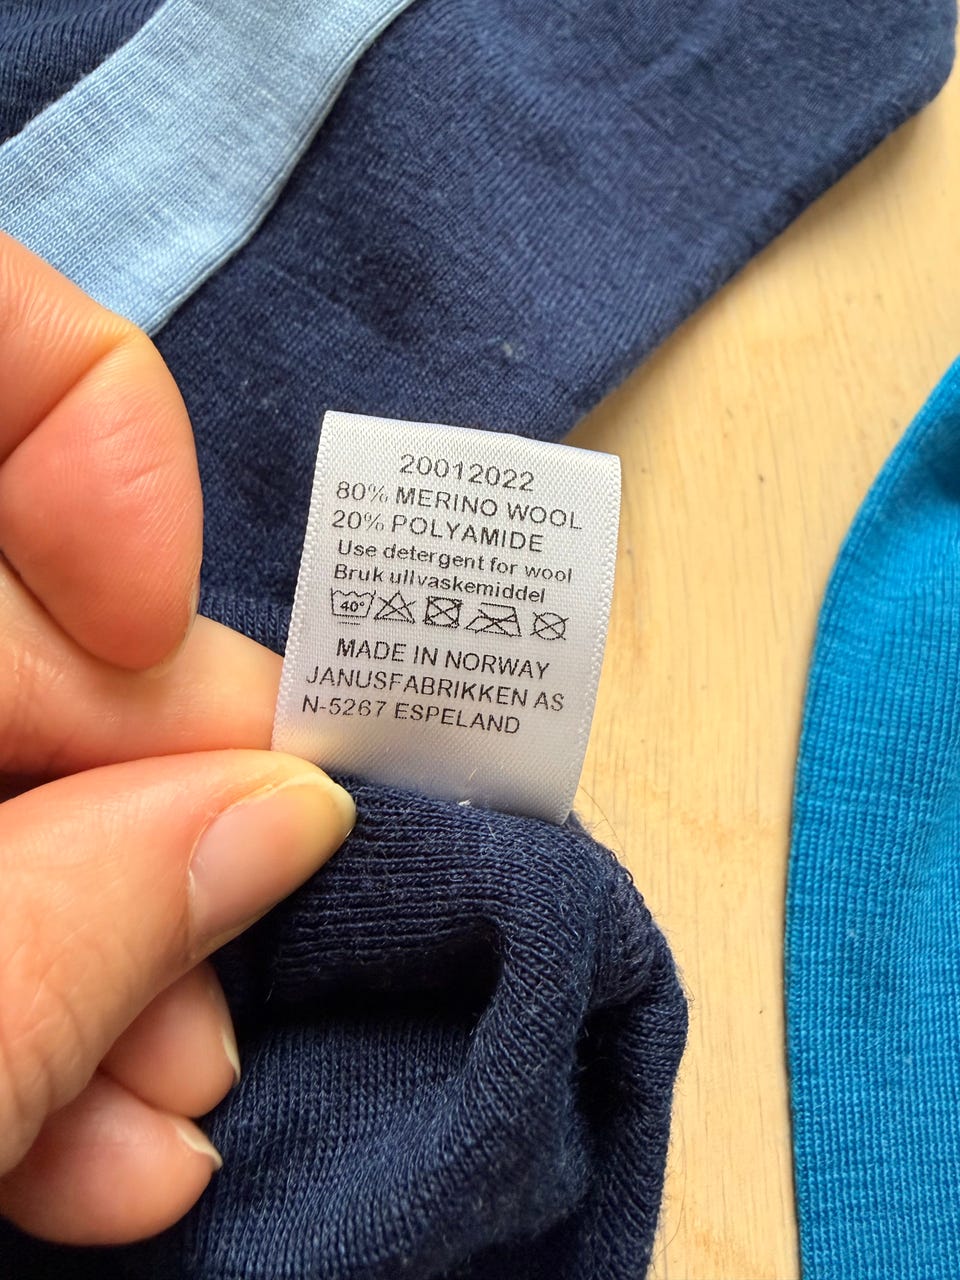 20012022
80% MERINO WOOL
20% POLYAMIDE
Use detergent for wool
Bruk ullvaskemiddel
40°
MADE IN NORWAY
JANUSFABRIKKEN AS
N-5267 ESPELAND